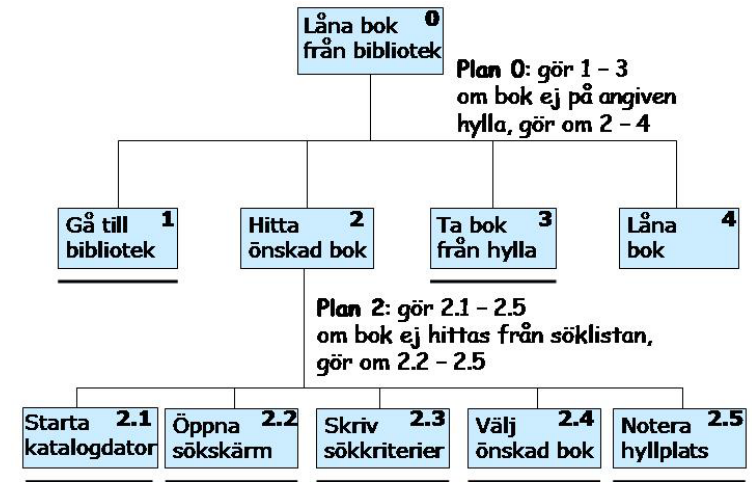 Låna bok 0
från bibliotek
Plan 0: gör 1 – 3
om bok ej på angiven
hylla, gör om 2 – 4
Gå till 1
bibliotek
Hitta 2
önskad bok
Ta bok 3
från hylla
Låna 4
bok
Plan 2: gör 2.1 – 2.5
om bok ej hittas från söklistan,
gör om 2.2 – 2.5
Starta 2.1
katalogdator
Öppna 2.2
sökskärm
Skriv 2.3
sökkriterier
Välj 2.4
önskad bok
Notera 2.5
hyllplats